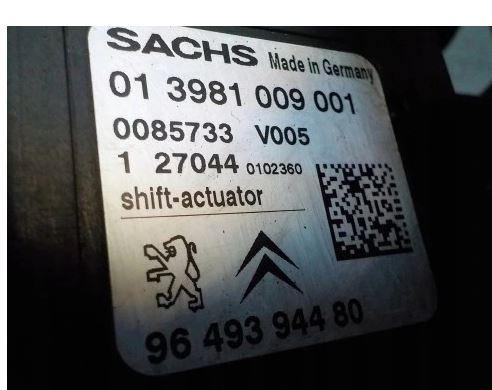 SACHS Made in Germany
01 3981 009 001
0085733 V005
1 27044 0102360
shift-actuator
96 493 944 80